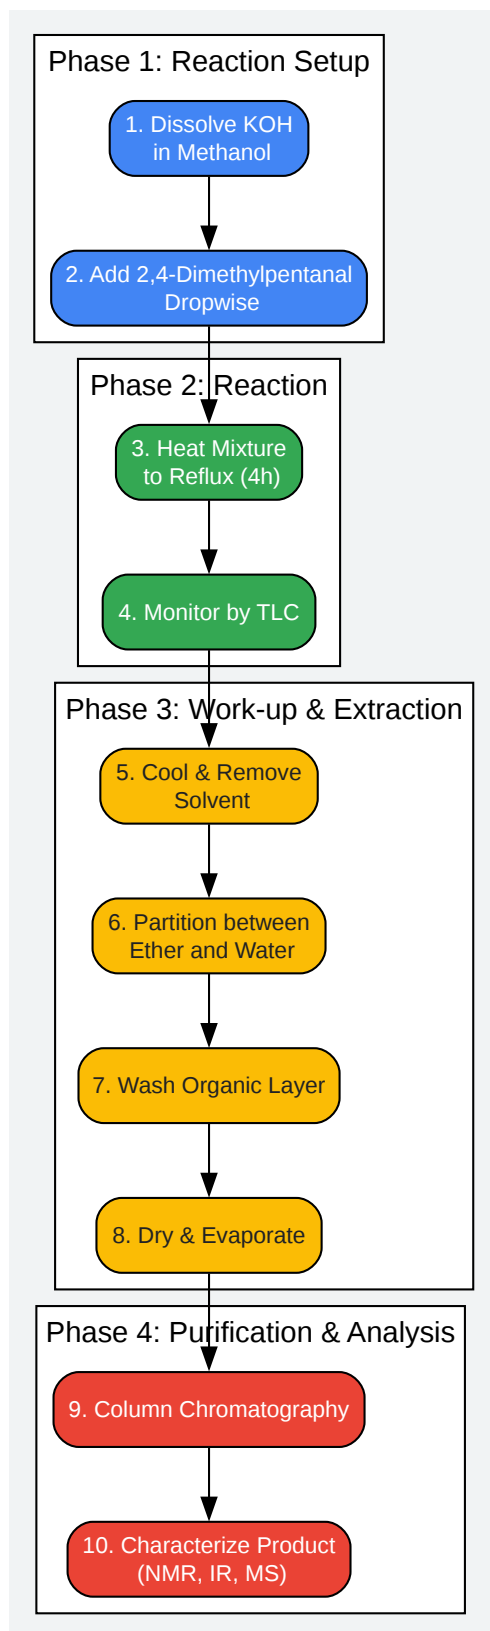 Phase 1: Reaction Setup
1. Dissolve KOH
in Methanol
2. Add 2,4-Dimethylpentanal
Dropwise
Phase 2: Reaction
3. Heat Mixture
to Reflux (4h)
4. Monitor by TLC
Phase 3: Work-up & Extraction
5. Cool & Remove
Solvent
6. Partition between
Ether and Water
7. Wash Organic Layer
8. Dry & Evaporate
Phase 4: Purification & Analysis
9. Column Chromatography
10. Characterize Product
(NMR, IR, MS)